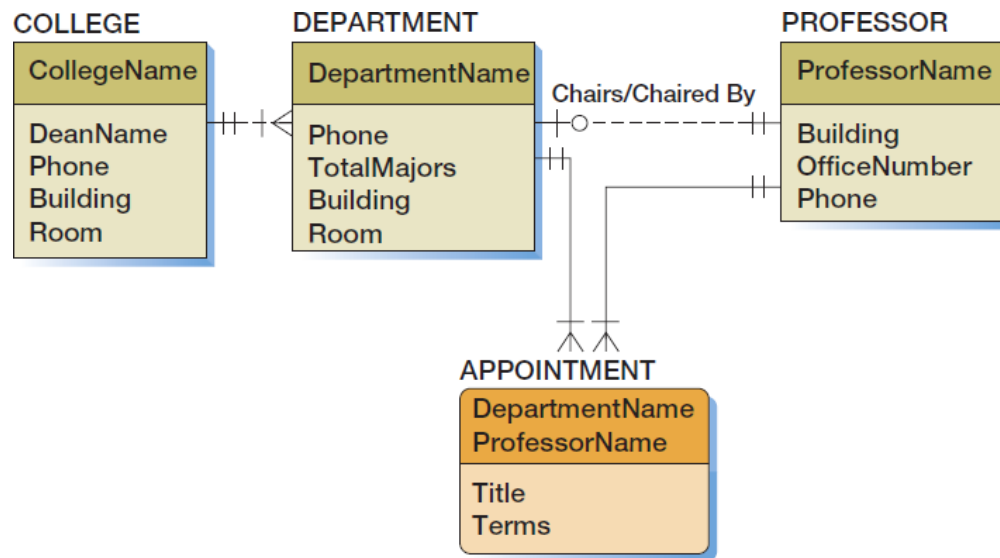 COLLEGE
CollegeName
DeanName
Phone
Building
Room
DEPARTMENT
DepartmentName
Phone
TotalMajors
Building
Room
Chairs/Chaired By
PROFESSOR
ProfessorName
Building
OfficeNumber
Phone
APPOINTMENT
DepartmentName
ProfessorName
Title
Terms